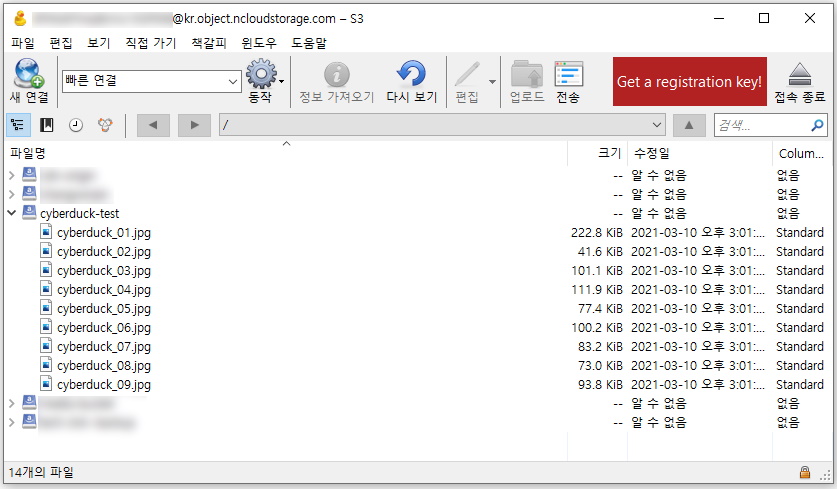 @kr.object.ncloudstorage.com – S3
파일 편집 보기 직접 가기 책갈피 윈도우 도움말
새 연결 빠른 연결 동작 정보 가져오기 다시 보기 편집 업로드 전송 Get a registration key! 접속 종료
/ 검색...
파일명 크기 수정일 Colum...
-- 알 수 없음 없음
-- 알 수 없음 없음
cyberduck-test -- 알 수 없음 없음
cyberduck_01.jpg 222.8 KiB 2021-03-10 오후 3:01:... Standard
cyberduck_02.jpg 41.6 KiB 2021-03-10 오후 3:01:... Standard
cyberduck_03.jpg 101.1 KiB 2021-03-10 오후 3:01:... Standard
cyberduck_04.jpg 111.9 KiB 2021-03-10 오후 3:01:... Standard
cyberduck_05.jpg 77.4 KiB 2021-03-10 오후 3:01:... Standard
cyberduck_06.jpg 100.2 KiB 2021-03-10 오후 3:01:... Standard
cyberduck_07.jpg 83.2 KiB 2021-03-10 오후 3:01:... Standard
cyberduck_08.jpg 73.0 KiB 2021-03-10 오후 3:01:... Standard
cyberduck_09.jpg 93.8 KiB 2021-03-10 오후 3:01:... Standard
-- 알 수 없음 없음
-- 알 수 없음 없음
14개의 파일